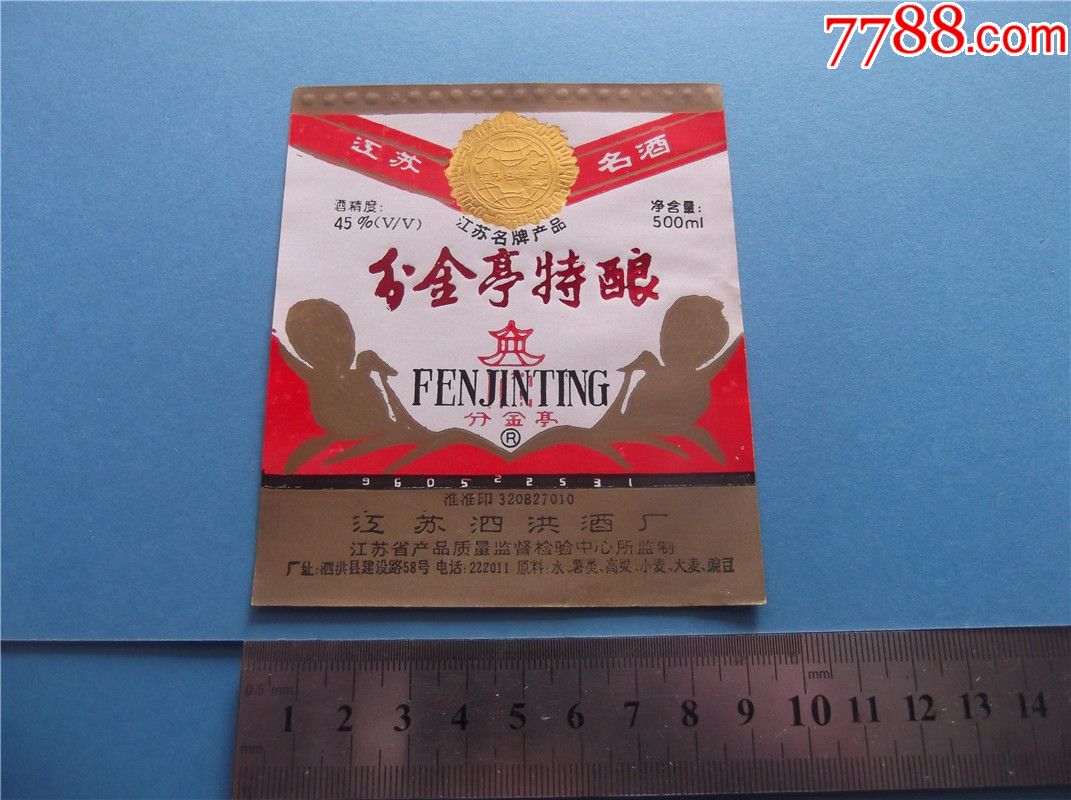 7788.com
江苏 名酒
酒精度: 净含量:
45%(V/V) 500ml
江苏名牌产品
分金亭特酿
FENJINTING
分金亭
®
淮准印 320827010
江苏泗洪酒厂
江苏省产品质量监督检验中心所监制
厂址:泗洪县建设路58号 电话:222011 原料:水、薯类、高粱、小麦、大麦、豌豆
0.5 mm mm
1 2 3 4 5 6 7 8 9 10 11 12 13 14
mm